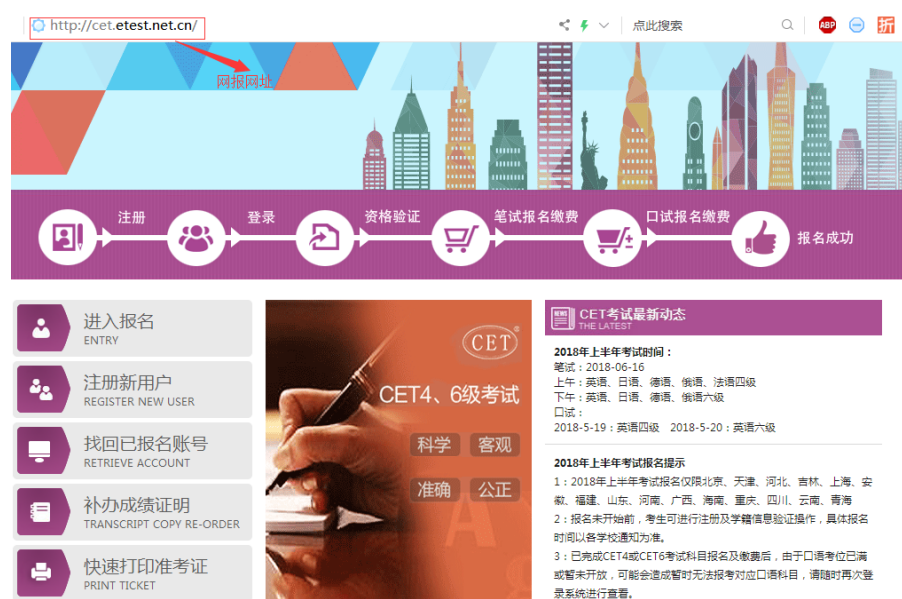 http://cet.etest.net.cn/
点此搜索
ABP
折
网报网址
注册
登录
资格验证
笔试报名缴费
口试报名缴费
报名成功
进入报名
ENTRY
注册新用户
REGISTER NEW USER
找回已报名账号
RETRIEVE ACCOUNT
补办成绩证明
TRANSCRIPT COPY RE-ORDER
快速打印准考证
PRINT TICKET
CET®
CET4、6级考试
科学 客观
准确 公正
NEWS
CET考试最新动态
THE LATEST
2018年上半年考试时间：
笔试：2018-06-16
上午：英语、日语、德语、俄语、法语四级
下午：英语、日语、德语、俄语六级
口试：
2018-5-19：英语四级 2018-5-20：英语六级
2018年上半年考试报名提示
1：2018年上半年考试报名仅限北京、天津、河北、吉林、上海、安
徽、福建、山东、河南、广西、海南、重庆、四川、云南、青海
2：报名未开始前，考生可进行注册及学籍信息验证操作，具体报名
时间以各学校通知为准。
3：已完成CET4或CET6考试科目报名及缴费后，由于口语考位已满
或暂未开放，可能会造成暂时无法报考对应口语科目，请随时再次登
录系统进行查看。